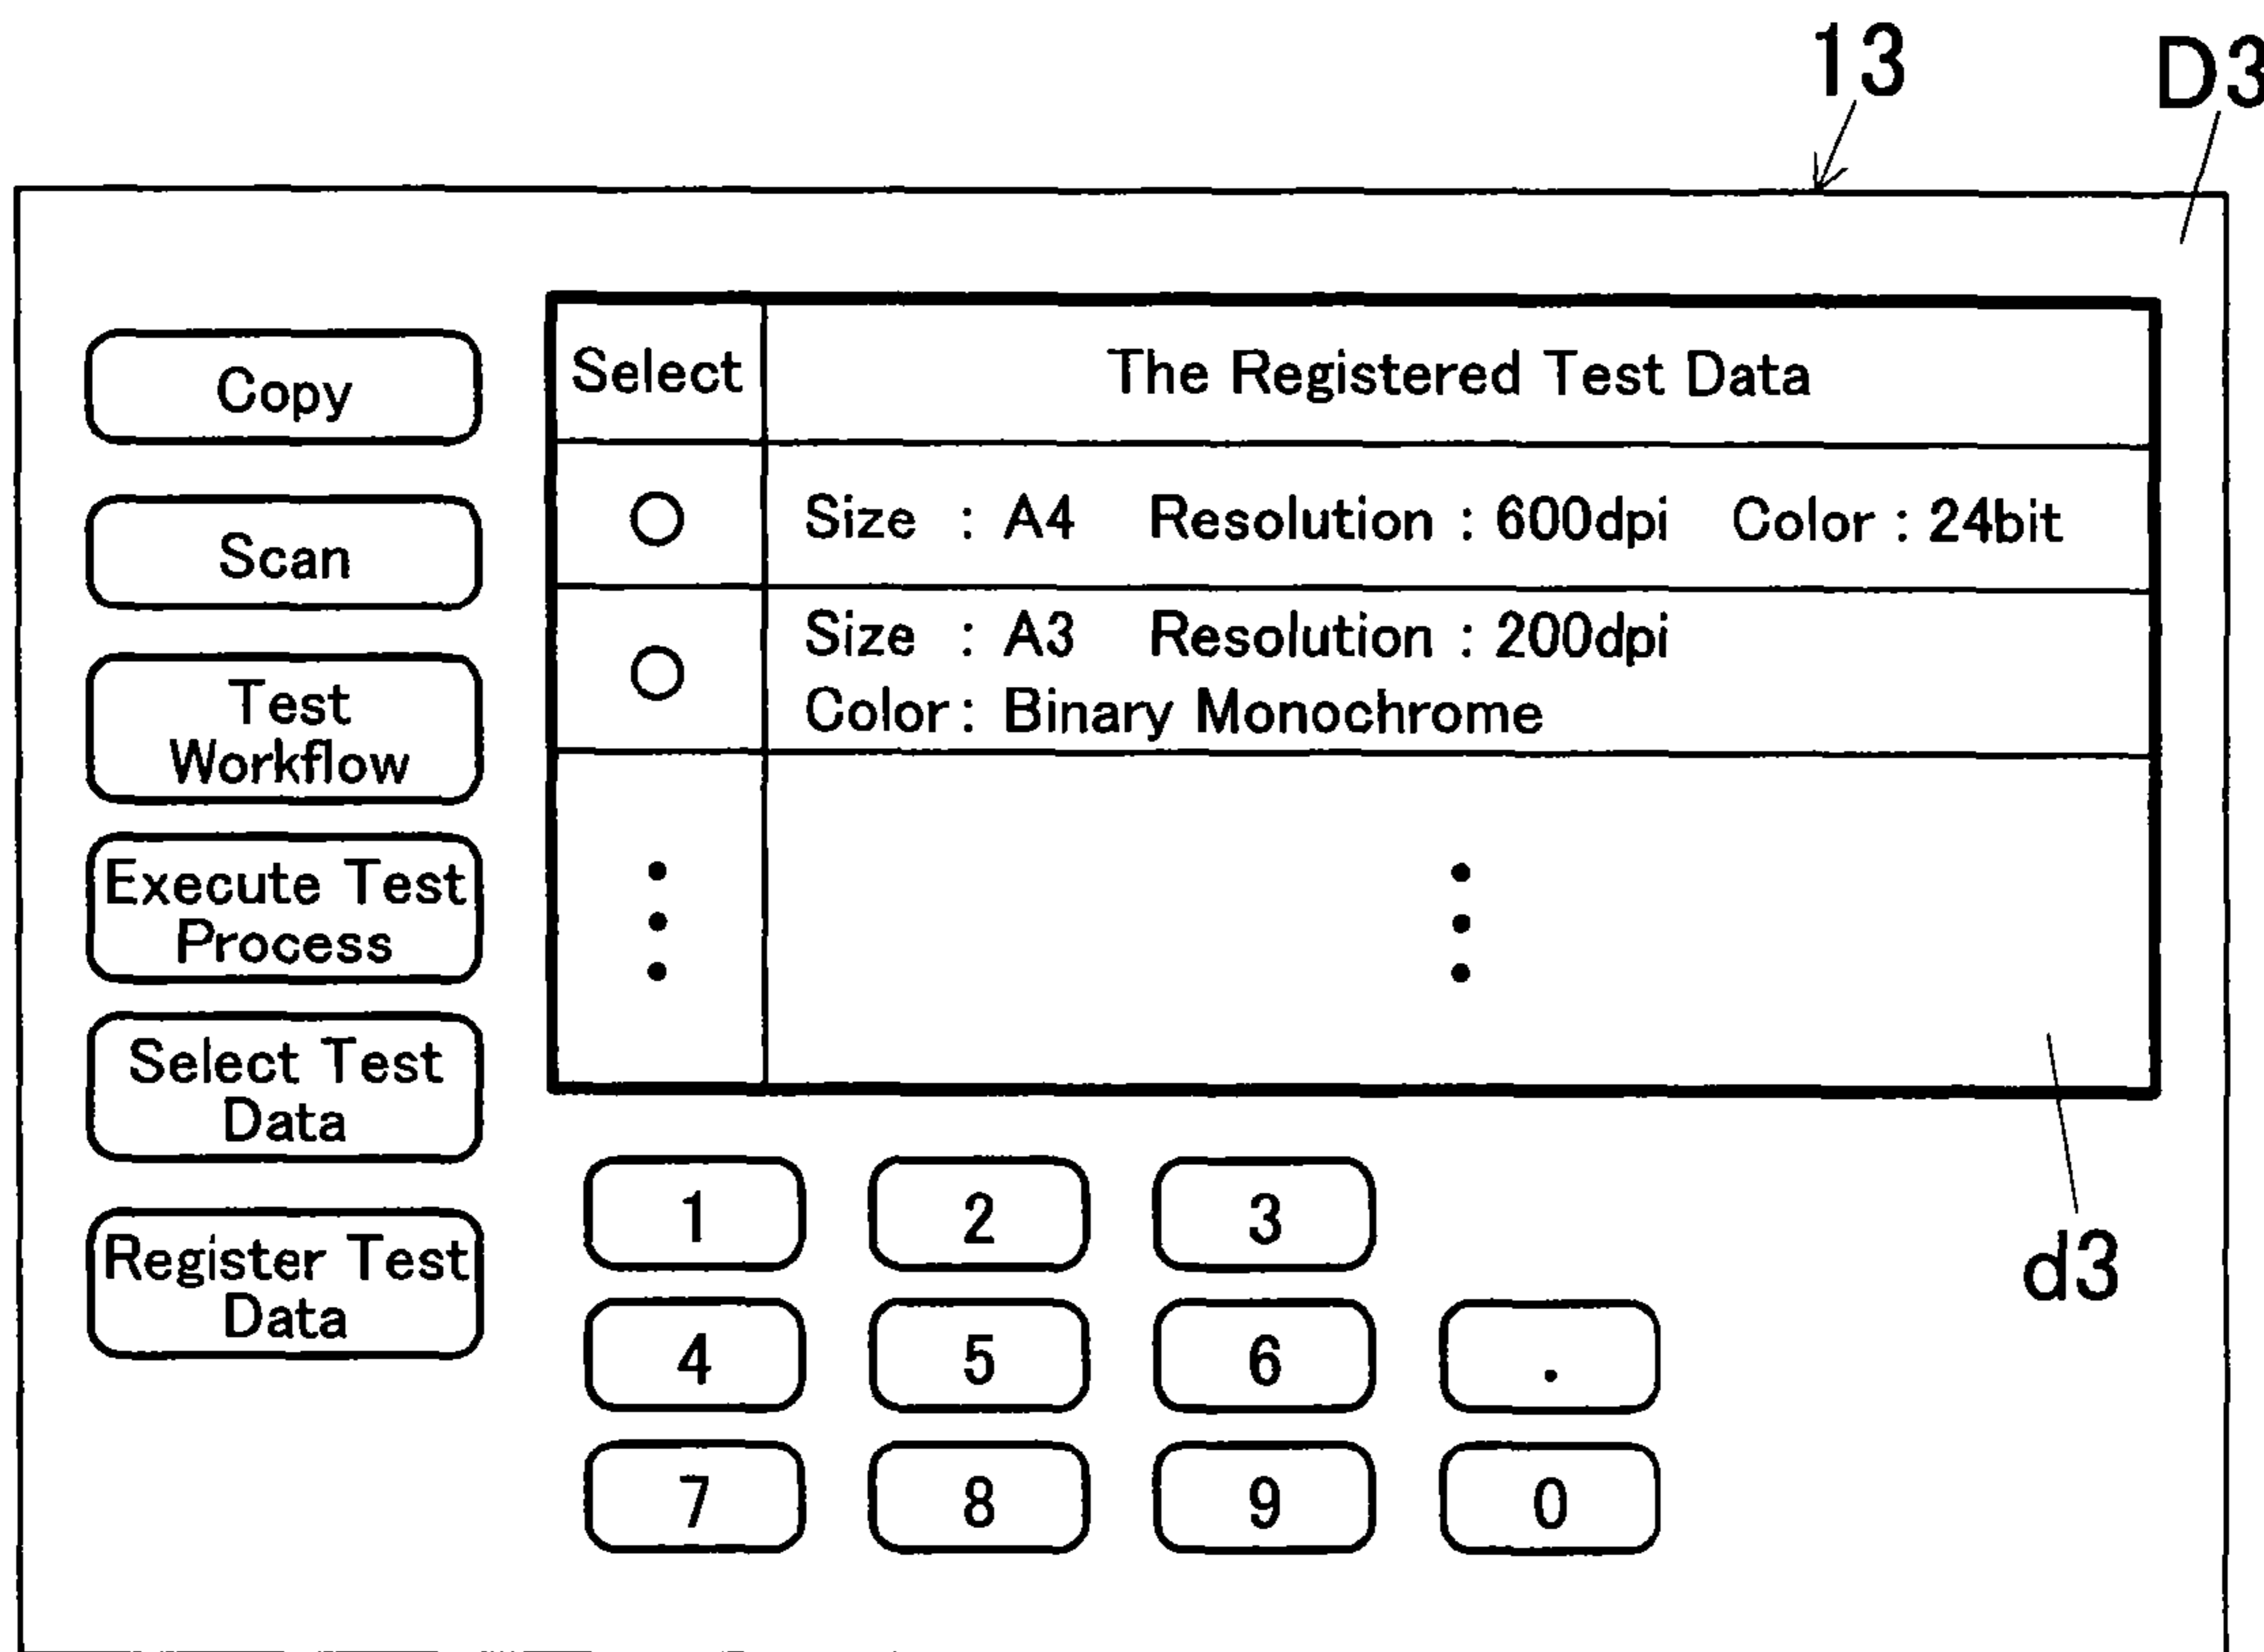 13
D3
Copy
Scan
Test
Workflow
Execute Test
Process
Select Test
Data
Register Test
Data
Select The Registered Test Data
Size : A4 Resolution : 600dpi Color : 24bit
Size : A3 Resolution : 200dpi
Color : Binary Monochrome
d3
1 2 3
4 5 6 .
7 8 9 0